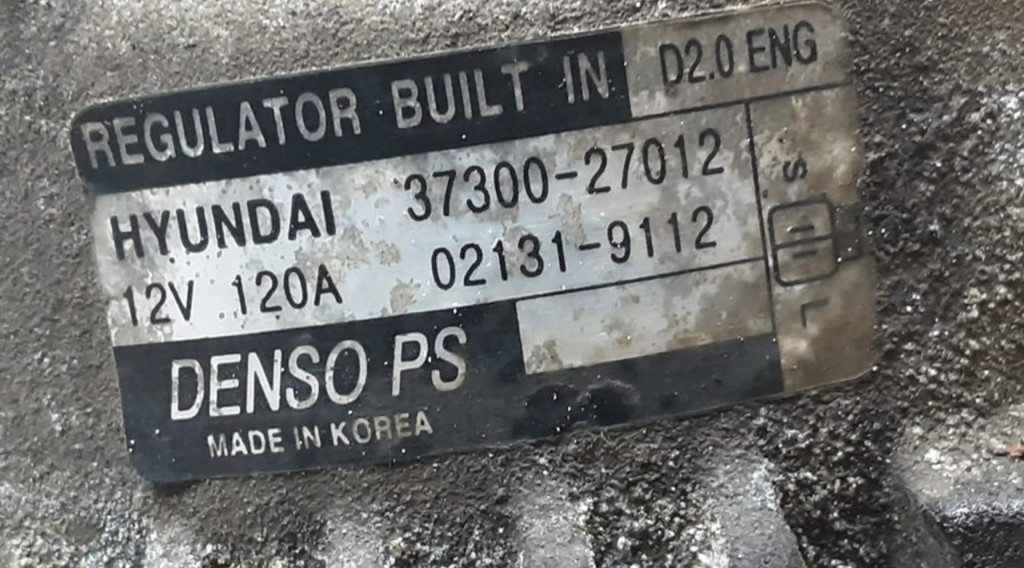 REGULATOR BUILT IN D2.0 ENG
HYUNDAI 37300-27012
12V 120A 02131-9112
DENSO PS
MADE IN KOREA
S
L